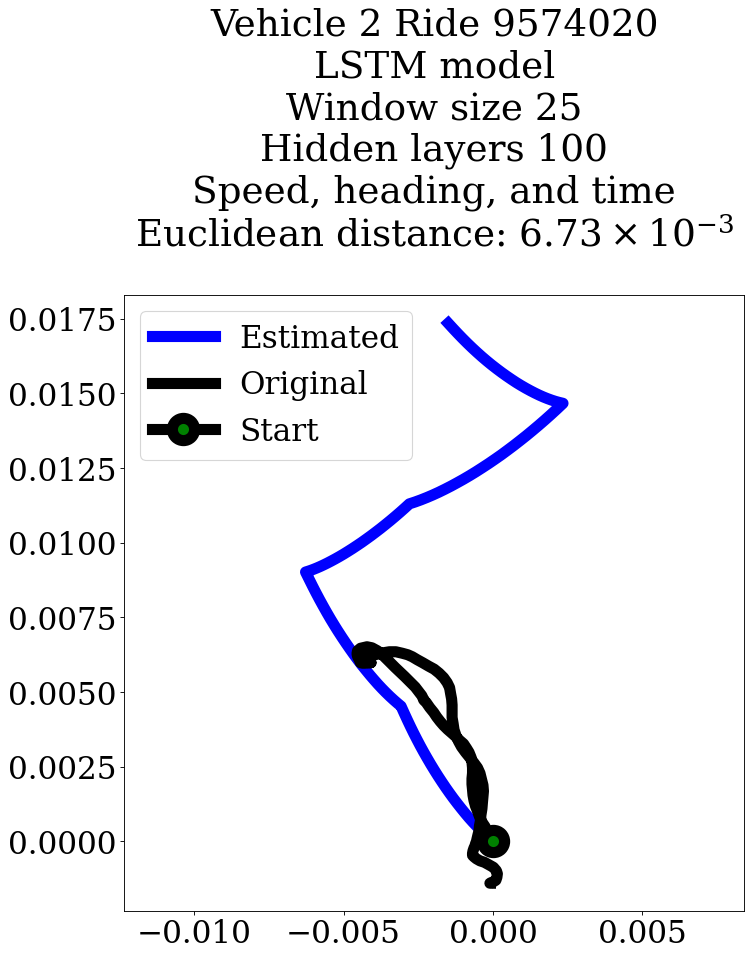 Vehicle 2 Ride 9574020
LSTM model
Window size 25
Hidden layers 100
Speed, heading, and time
Euclidean distance: 6.73 × 10⁻³
0.0175
0.0150
0.0125
0.0100
0.0075
0.0050
0.0025
0.0000
Estimated
Original
Start
−0.010 −0.005 0.000 0.005